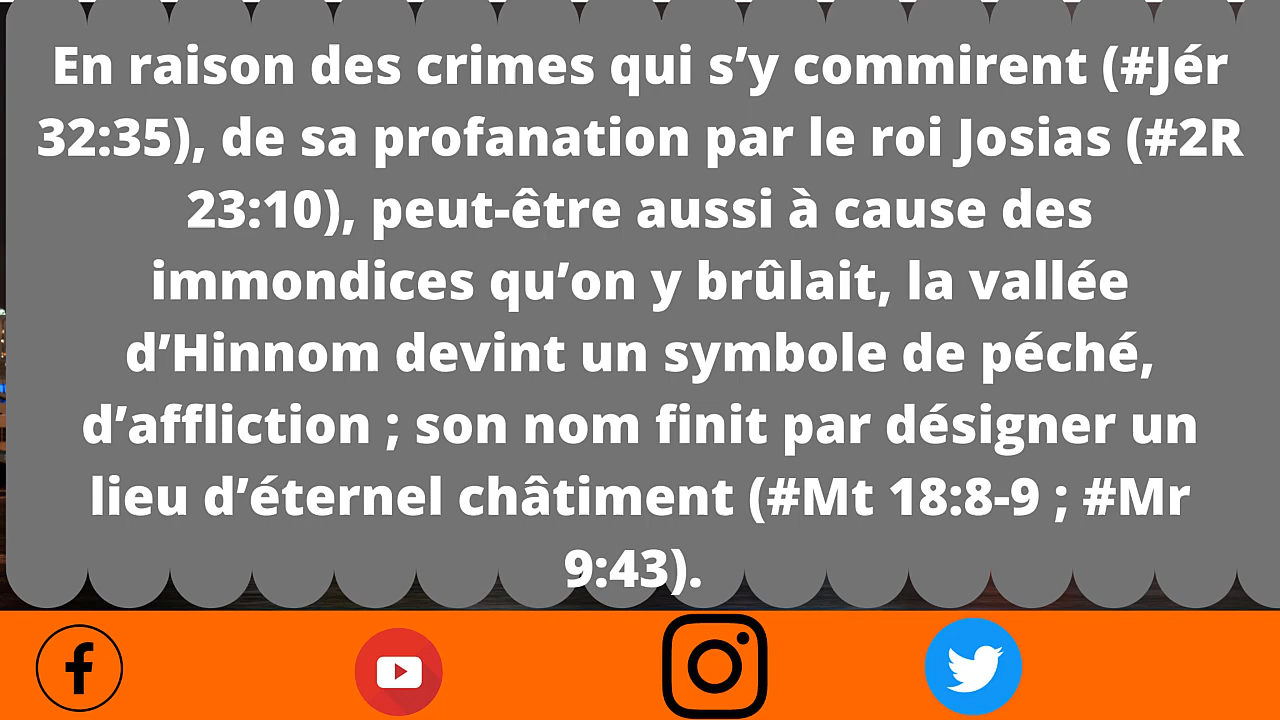 En raison des crimes qui s’y commirent (#Jér
32:35), de sa profanation par le roi Josias (#2R
23:10), peut-être aussi à cause des
immondices qu’on y brûlait, la vallée
d’Hinnom devint un symbole de péché,
d’affliction ; son nom finit par désigner un
lieu d’éternel châtiment (#Mt 18:8-9 ; #Mr
9:43).